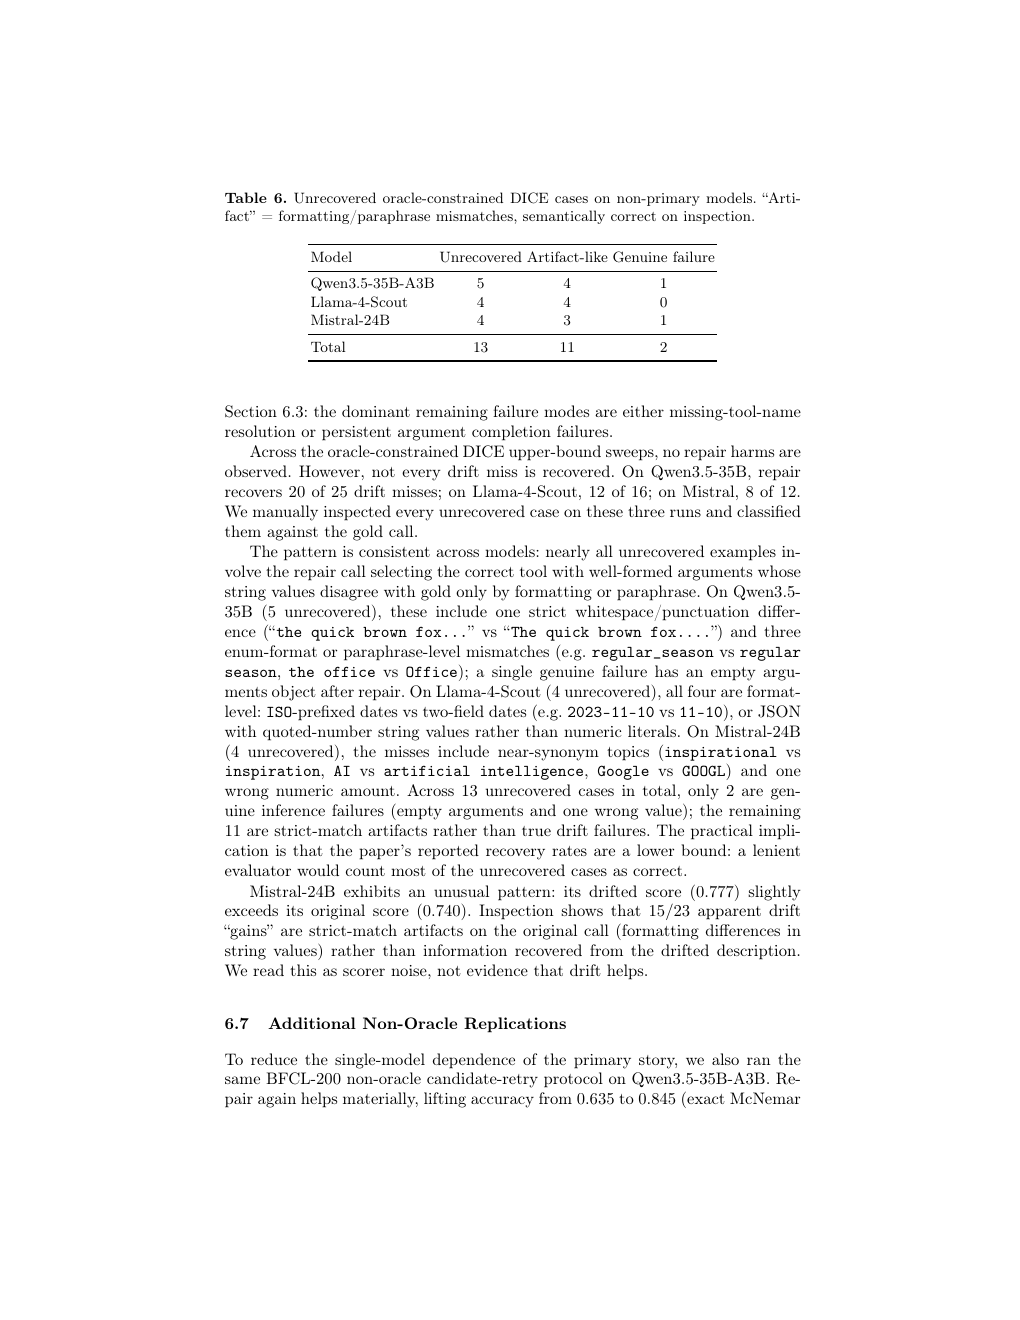 Table 6. Unrecovered oracle-constrained DICE cases on non-primary models. “Arti-
fact” = formatting/paraphrase mismatches, semantically correct on inspection.
Model Unrecovered Artifact-like Genuine failure
Qwen3.5-35B-A3B 5 4 1
Llama-4-Scout 4 4 0
Mistral-24B 4 3 1
Total 13 11 2
Section 6.3: the dominant remaining failure modes are either missing-tool-name
resolution or persistent argument completion failures.
Across the oracle-constrained DICE upper-bound sweeps, no repair harms are
observed. However, not every drift miss is recovered. On Qwen3.5-35B, repair
recovers 20 of 25 drift misses; on Llama-4-Scout, 12 of 16; on Mistral, 8 of 12.
We manually inspected every unrecovered case on these three runs and classified
them against the gold call.
The pattern is consistent across models: nearly all unrecovered examples in-
volve the repair call selecting the correct tool with well-formed arguments whose
string values disagree with gold only by formatting or paraphrase. On Qwen3.5-
35B (5 unrecovered), these include one strict whitespace/punctuation differ-
ence (“the quick brown fox...” vs “The quick brown fox....”) and three
enum-format or paraphrase-level mismatches (e.g. regular_season vs regular
season, the office vs Office); a single genuine failure has an empty argu-
ments object after repair. On Llama-4-Scout (4 unrecovered), all four are format-
level: ISO-prefixed dates vs two-field dates (e.g. 2023-11-10 vs 11-10), or JSON
with quoted-number string values rather than numeric literals. On Mistral-24B
(4 unrecovered), the misses include near-synonym topics (inspirational vs
inspiration, AI vs artificial intelligence, Google vs GOOGL) and one
wrong numeric amount. Across 13 unrecovered cases in total, only 2 are gen-
uine inference failures (empty arguments and one wrong value); the remaining
11 are strict-match artifacts rather than true drift failures. The practical impli-
cation is that the paper's reported recovery rates are a lower bound: a lenient
evaluator would count most of the unrecovered cases as correct.
Mistral-24B exhibits an unusual pattern: its drifted score (0.777) slightly
exceeds its original score (0.740). Inspection shows that 15/23 apparent drift
“gains” are strict-match artifacts on the original call (formatting differences in
string values) rather than information recovered from the drifted description.
We read this as scorer noise, not evidence that drift helps.
6.7 Additional Non-Oracle Replications
To reduce the single-model dependence of the primary story, we also ran the
same BFCL-200 non-oracle candidate-retry protocol on Qwen3.5-35B-A3B. Re-
pair again helps materially, lifting accuracy from 0.635 to 0.845 (exact McNemar